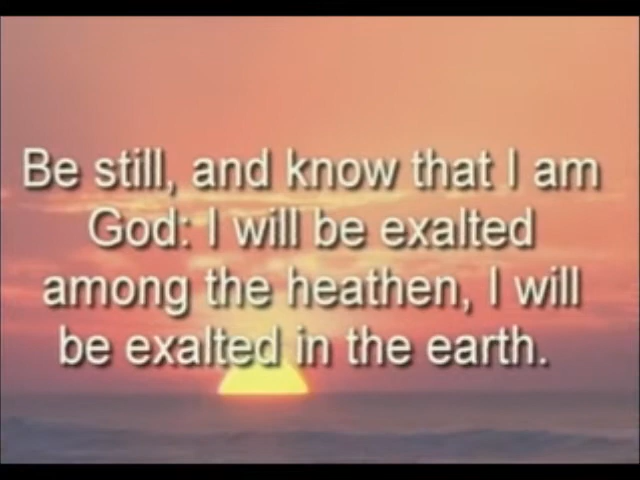 Be still, and know that I am
God: I will be exalted
among the heathen, I will
be exalted in the earth.